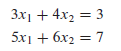 3x₁ + 4x₂ = 3
5x₁ + 6x₂ = 7